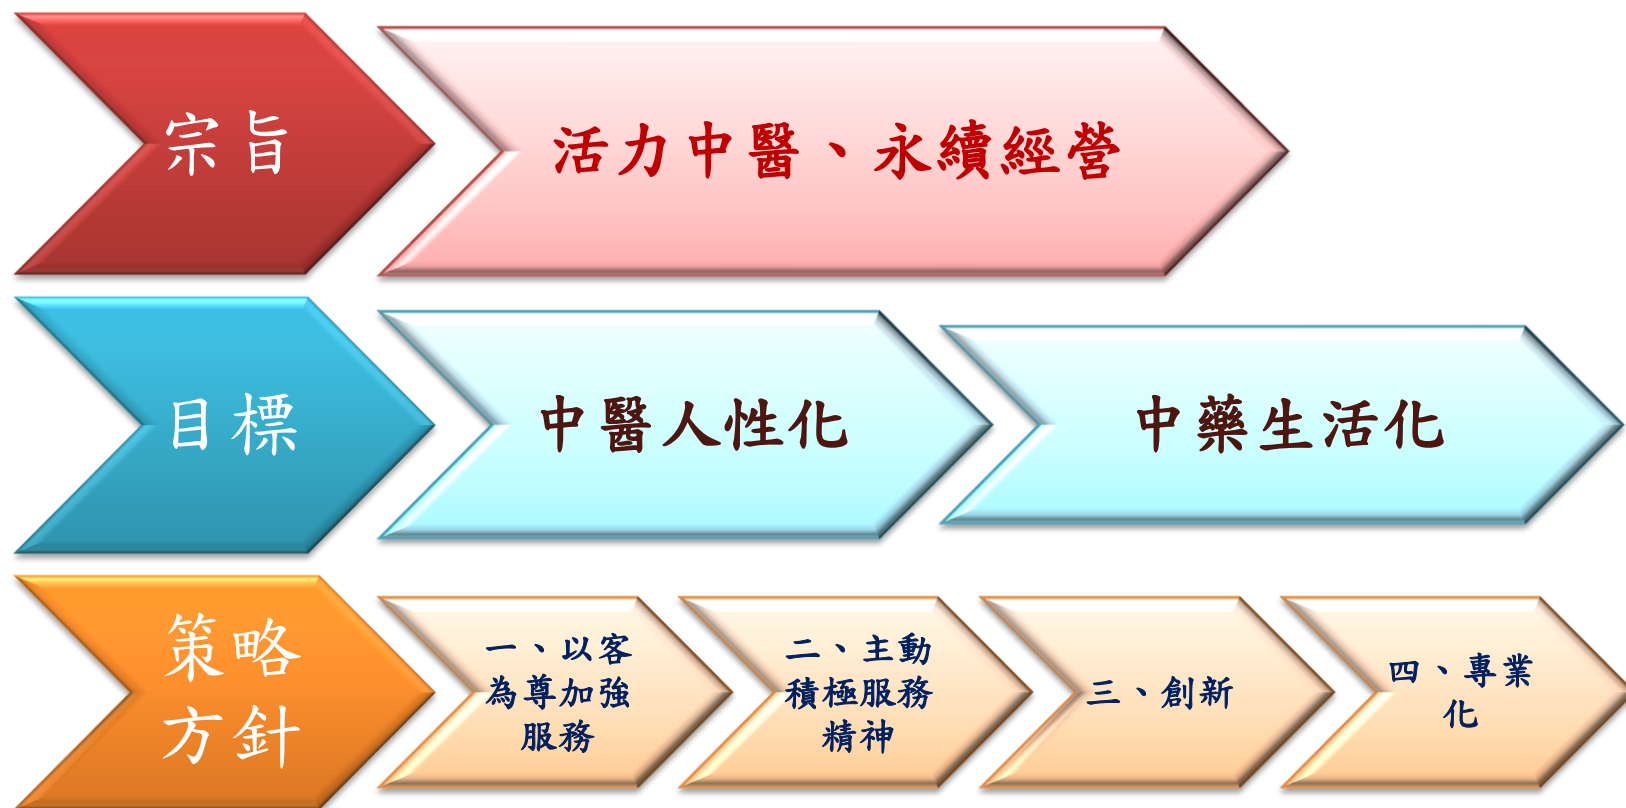 宗旨
活力中醫、永續經營
目標
中醫人性化
中藥生活化
策略
方針
一、以客
為尊加強
服務
二、主動
積極服務
精神
三、創新
四、專業
化